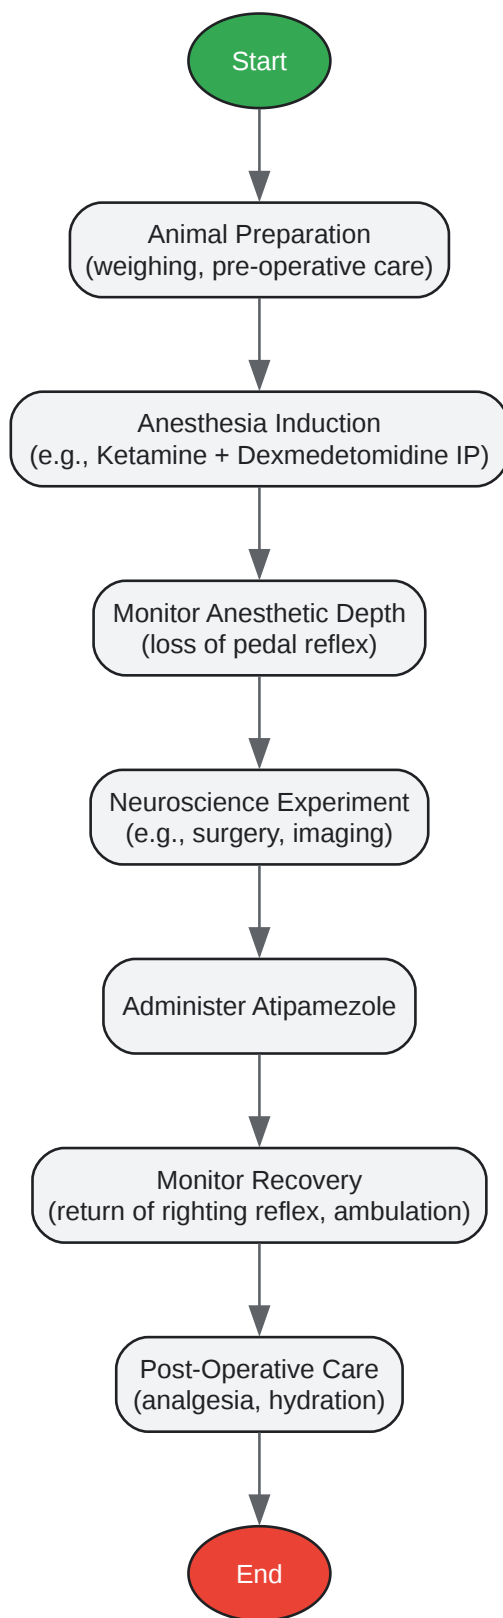 Start
Animal Preparation
(weighing, pre-operative care)
Anesthesia Induction
(e.g., Ketamine + Dexmedetomidine IP)
Monitor Anesthetic Depth
(loss of pedal reflex)
Neuroscience Experiment
(e.g., surgery, imaging)
Administer Atipamezole
Monitor Recovery
(return of righting reflex, ambulation)
Post-Operative Care
(analgesia, hydration)
End